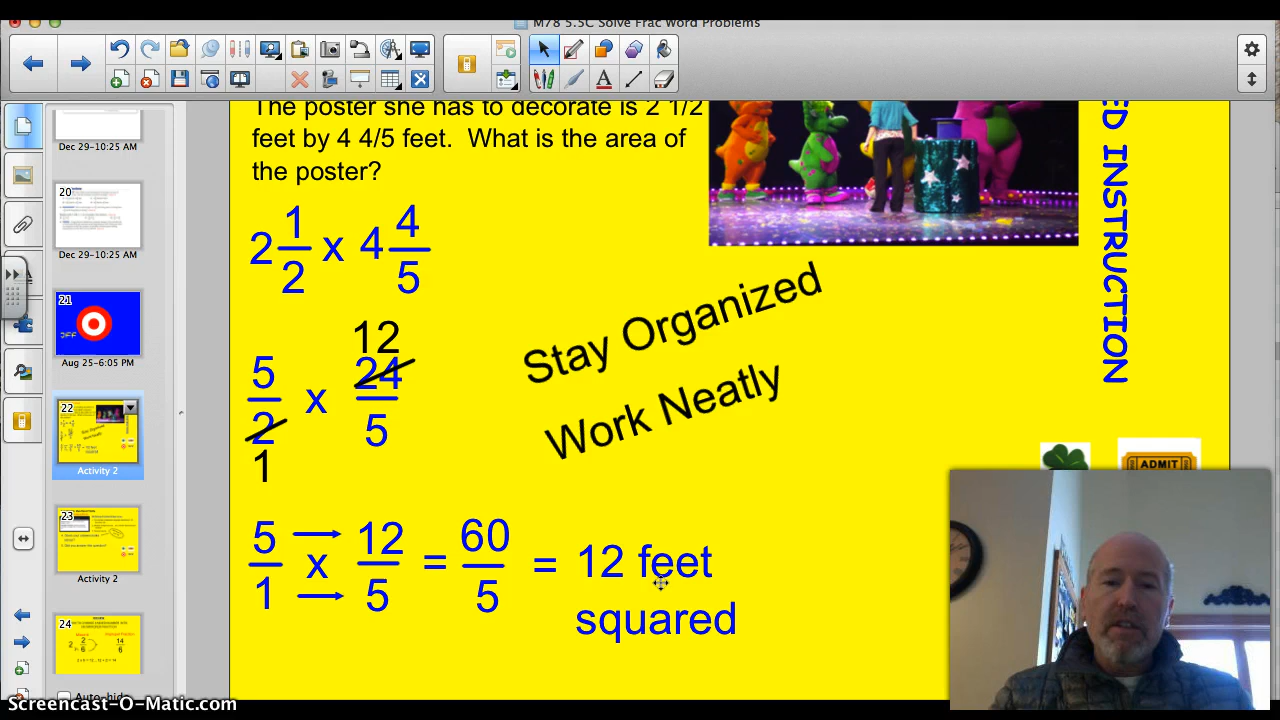 M78 5.5C Solve Frac Word Problems
Dec 29-10:25 AM
20
Dec 29-10:25 AM
21
OFF
Aug 25-6:05 PM
22
Activity 2
23
Activity 2
24
Auto-hid
The poster she has to decorate is 2 1/2
feet by 4 4/5 feet. What is the area of
the poster?
2 1/2 x 4 4/5
12
5/2 x 24/5
1
5/1 x 12/5 = 60/5 = 12 feet
squared
Stay Organized
Work Neatly
ED INSTRUCTION
ADMIT
Screencast-O-Matic.com